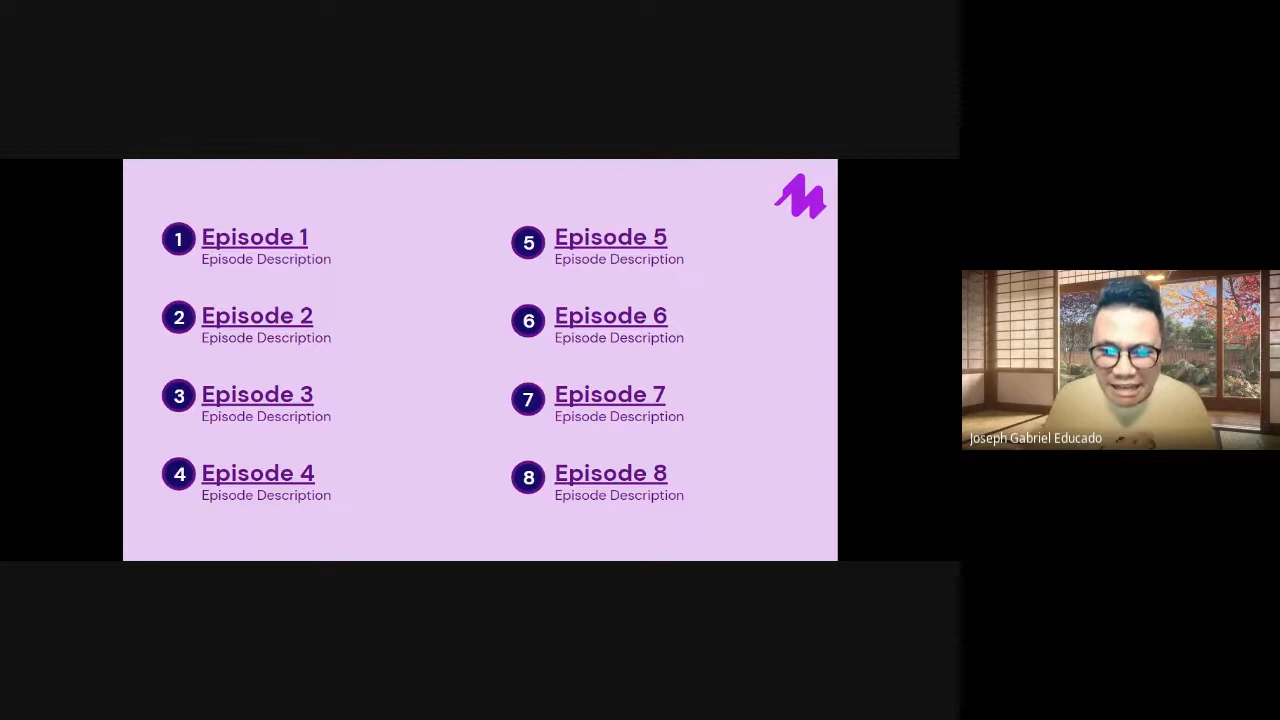 1 Episode 1
Episode Description
2 Episode 2
Episode Description
3 Episode 3
Episode Description
4 Episode 4
Episode Description
5 Episode 5
Episode Description
6 Episode 6
Episode Description
7 Episode 7
Episode Description
8 Episode 8
Episode Description
Joseph Gabriel Educado